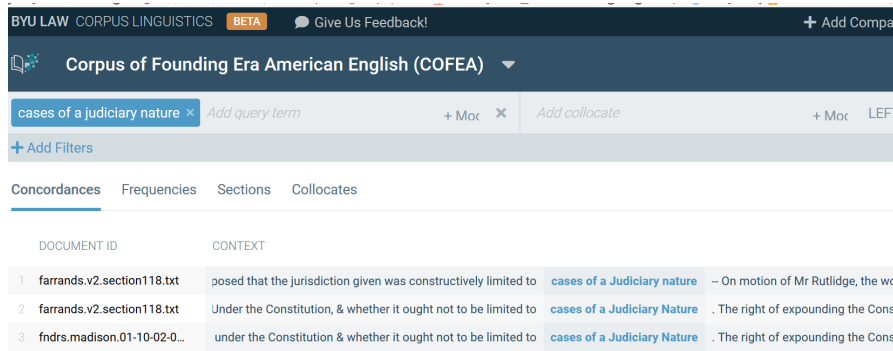 BYU LAW CORPUS LINGUISTICS BETA Give Us Feedback! + Add Compa
Corpus of Founding Era American English (COFEA)
cases of a judiciary nature × Add query term + Moc × Add collocate + Moc LEFT
+ Add Filters
Concordances Frequencies Sections Collocates
DOCUMENT ID CONTEXT
1 farrands.v2.section118.txt posed that the jurisdiction given was constructively limited to cases of a Judiciary nature -- On motion of Mr Rutlidge, the wo
2 farrands.v2.section118.txt Under the Constitution, & whether it ought not to be limited to cases of a Judiciary Nature . The right of expounding the Cons
3 fndrs.madison.01-10-02-0... under the Constitution & whether it ought not to be limited to cases of a Judiciary Nature . The right of expounding the Cons